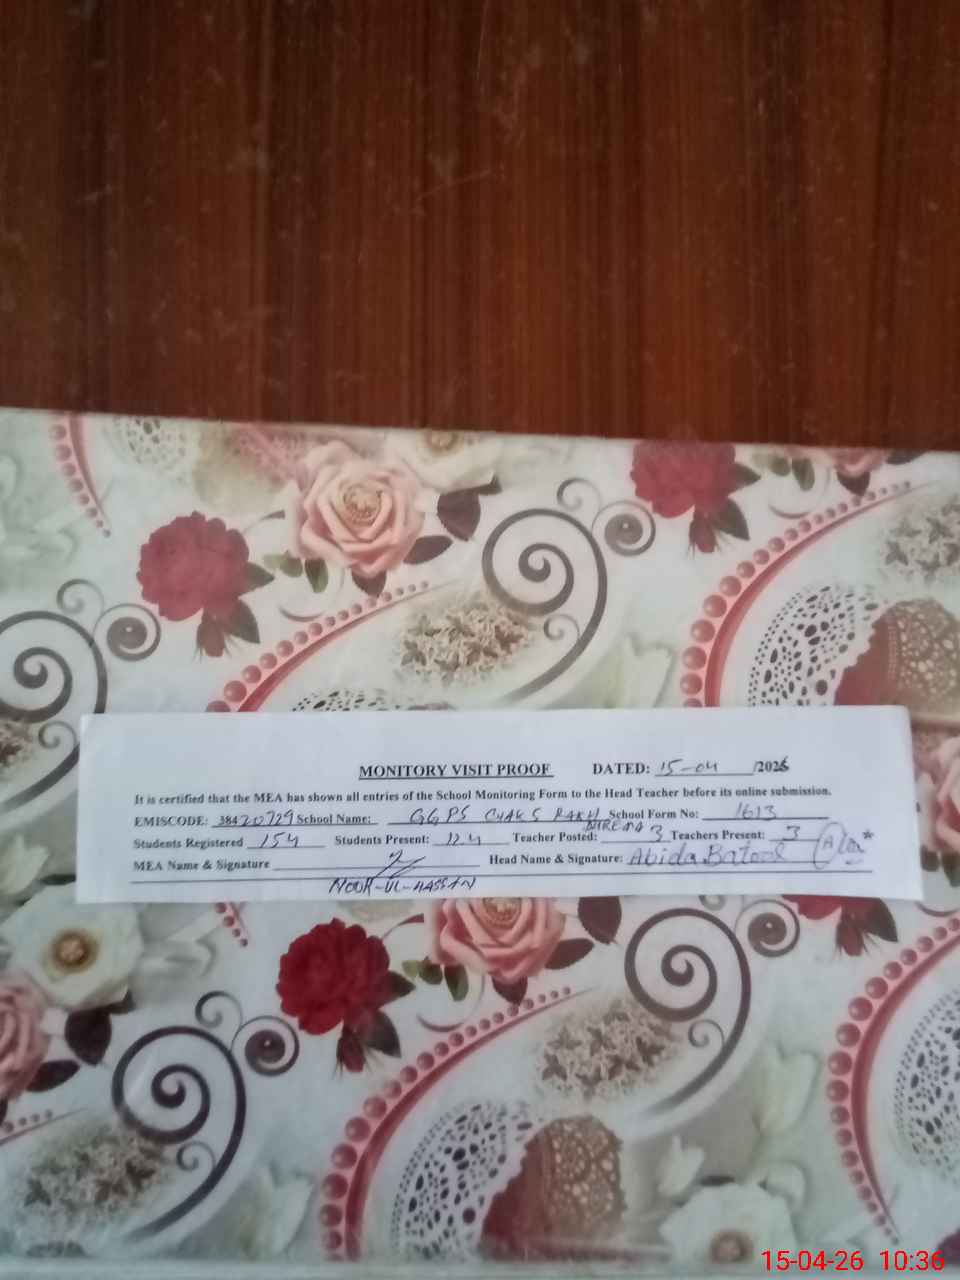 MONITORY VISIT PROOF DATED: 15-04 /2026
It is certified that the MEA has shown all entries of the School Monitoring Form to the Head Teacher before its online submission.
EMISCODE: 38420729 School Name: GGPS CHAK 5 RAKH School Form No: 1613
Students Registered 154 Students Present: 124 Teacher Posted: 3 Teachers Present: 3
MEA Name & Signature Head Name & Signature: Abida Batool
NOOR-UL-HASSAN
15-04-26 10:36